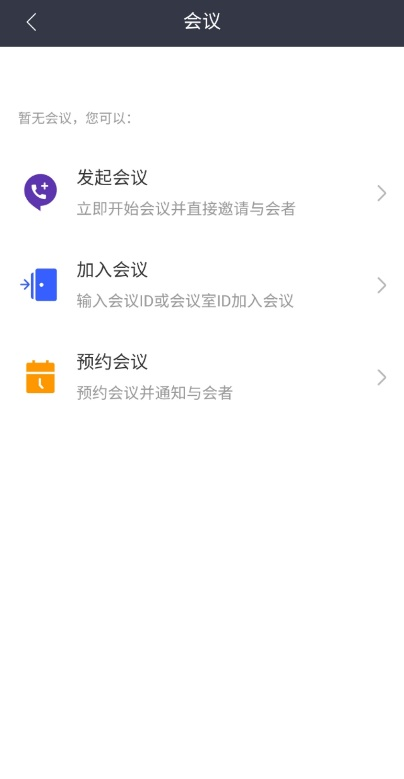 会议
暂无会议，您可以：
发起会议
立即开始会议并直接邀请与会者
加入会议
输入会议ID或会议室ID加入会议
预约会议
预约会议并通知与会者